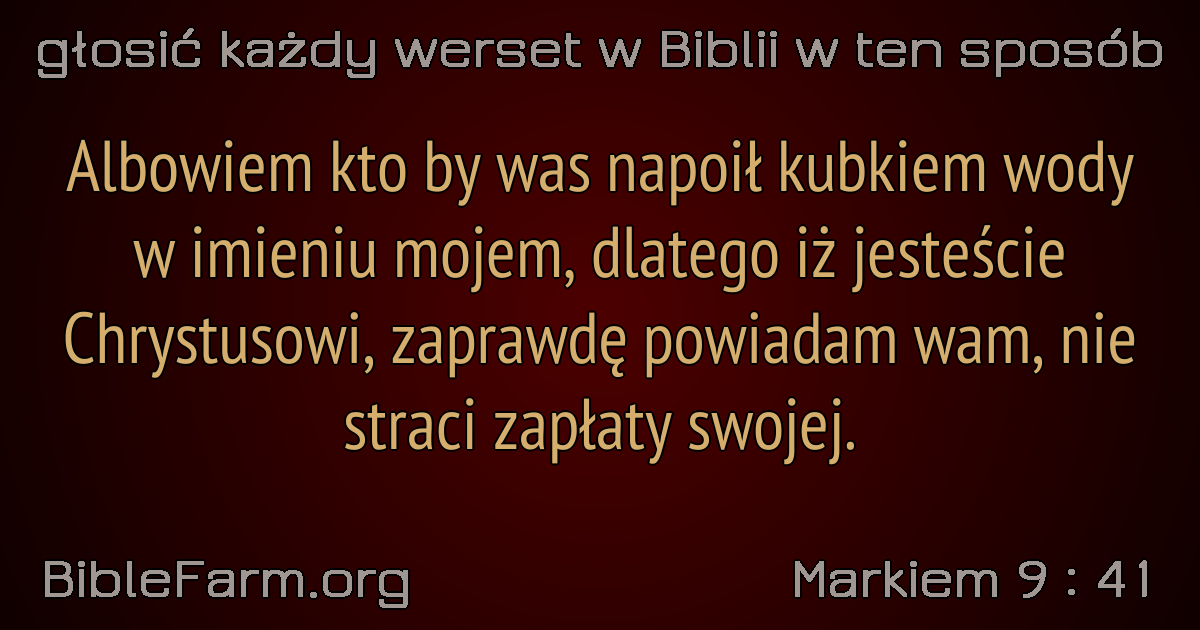 głosić każdy werset w Biblii w ten sposób
Albowiem kto by was napoił kubkiem wody
w imieniu mojem, dlatego iż jesteście
Chrystusowi, zaprawdę powiadam wam, nie
straci zapłaty swojej.
BibleFarm.org
Markiem 9 : 41